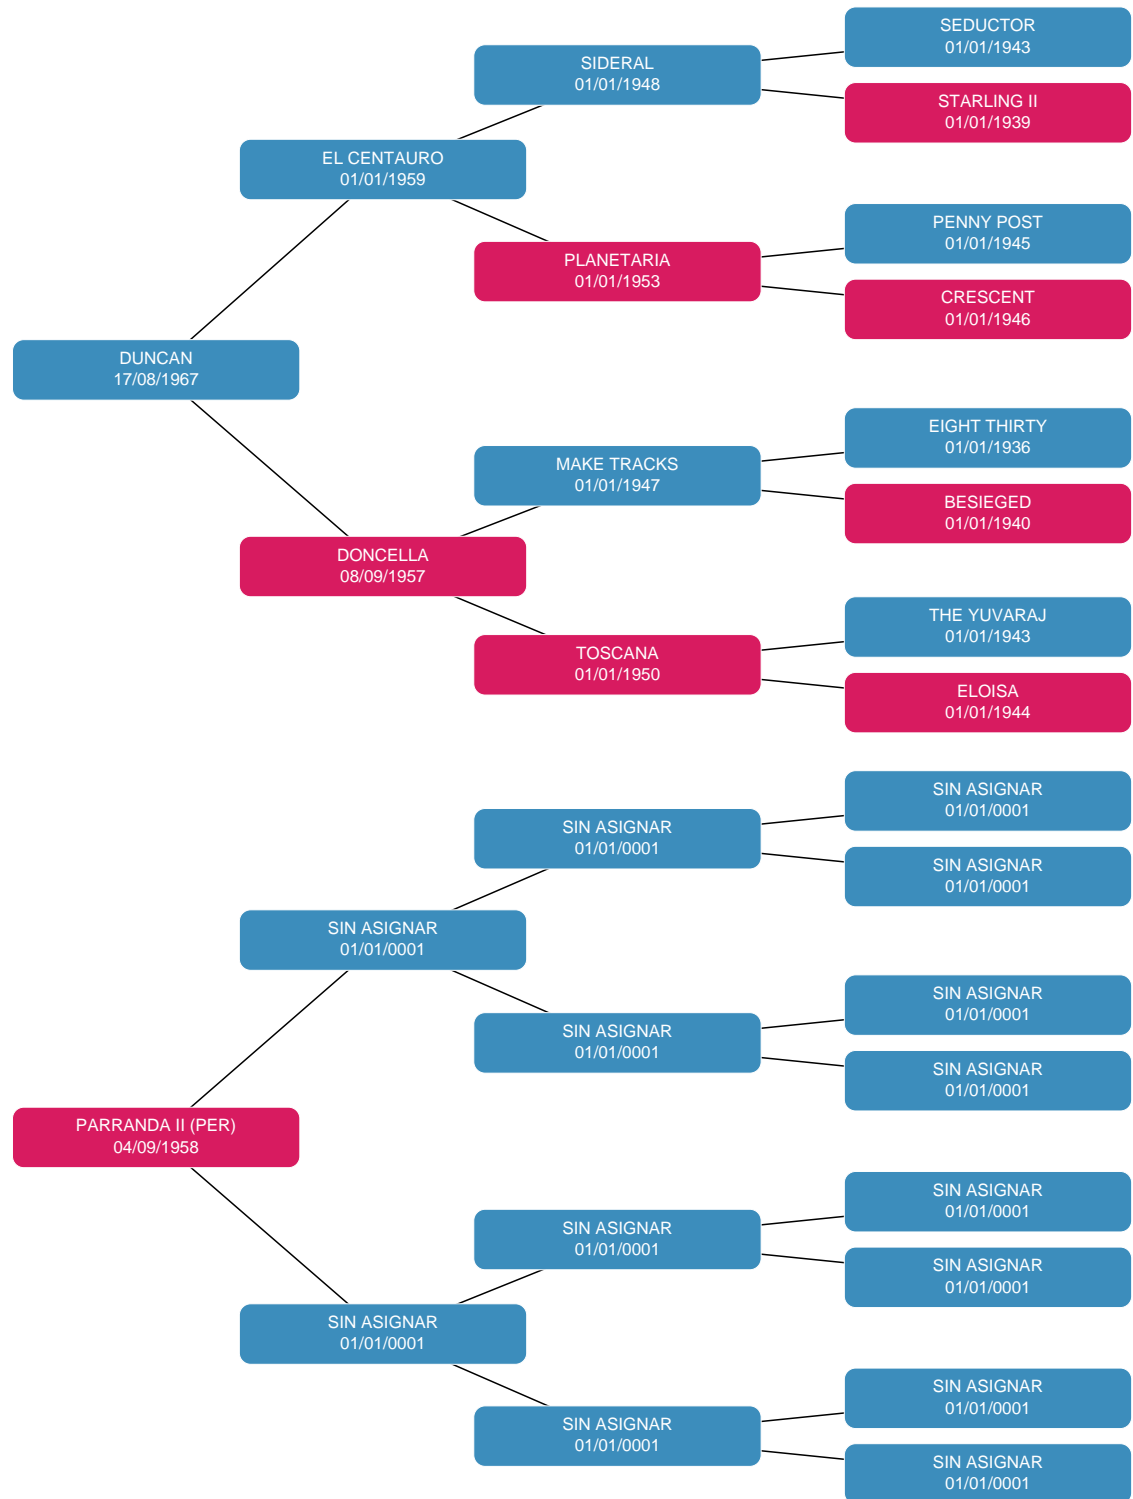 SEDUCTOR
01/01/1943
SIDERAL
01/01/1948
STARLING II
01/01/1939
EL CENTAURO
01/01/1959
PENNY POST
01/01/1945
PLANETARIA
01/01/1953
CRESCENT
01/01/1946
DUNCAN
17/08/1967
EIGHT THIRTY
01/01/1936
MAKE TRACKS
01/01/1947
BESIEGED
01/01/1940
DONCELLA
08/09/1957
THE YUVARAJ
01/01/1943
TOSCANA
01/01/1950
ELOISA
01/01/1944
SIN ASIGNAR
01/01/0001
SIN ASIGNAR
01/01/0001
SIN ASIGNAR
01/01/0001
SIN ASIGNAR
01/01/0001
SIN ASIGNAR
01/01/0001
SIN ASIGNAR
01/01/0001
SIN ASIGNAR
01/01/0001
PARRANDA II (PER)
04/09/1958
SIN ASIGNAR
01/01/0001
SIN ASIGNAR
01/01/0001
SIN ASIGNAR
01/01/0001
SIN ASIGNAR
01/01/0001
SIN ASIGNAR
01/01/0001
SIN ASIGNAR
01/01/0001
SIN ASIGNAR
01/01/0001